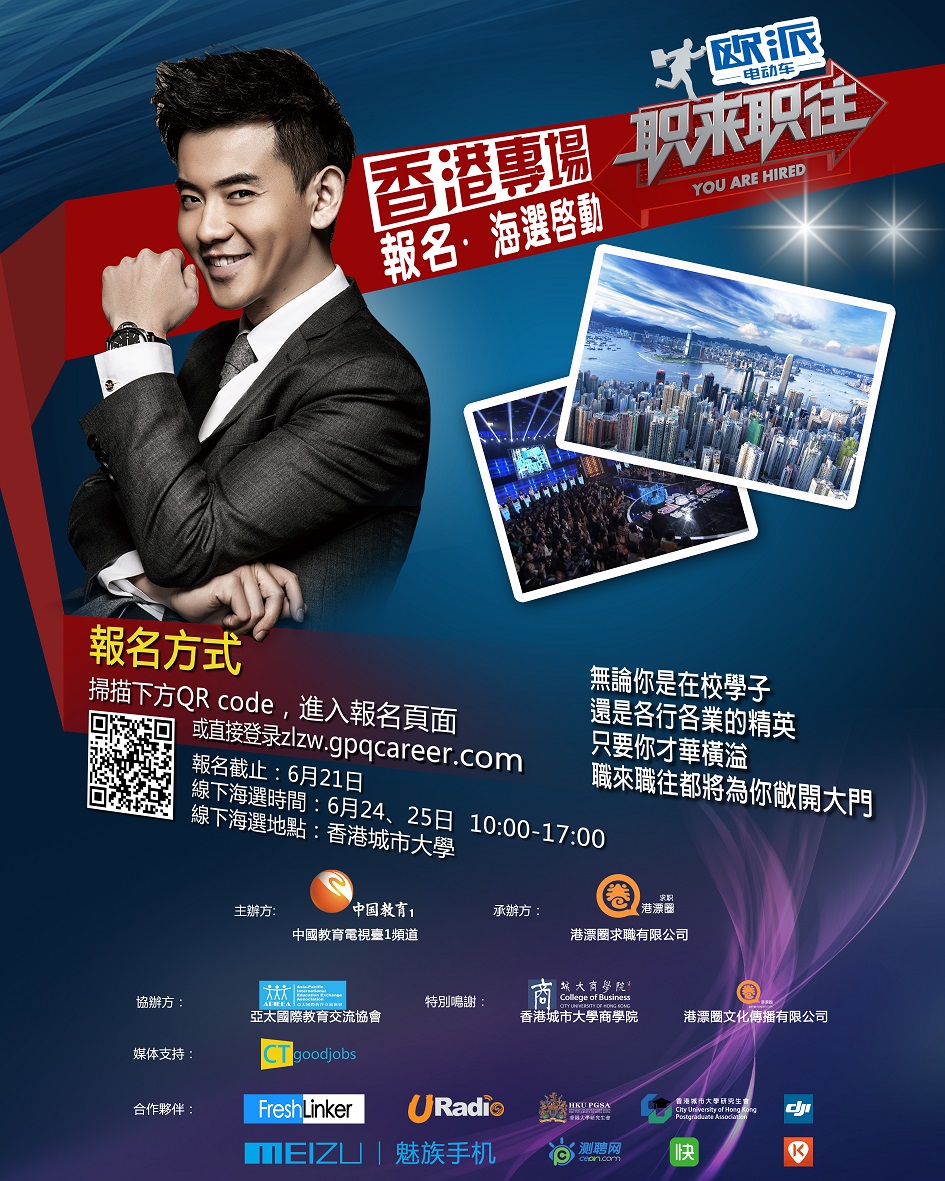 欧派
电动车
职来职往
YOU ARE HIRED
香港專場
報名·海選啓動
報名方式
掃描下方QR code，進入報名頁面
或直接登录zlzw.gpqcareer.com
報名截止：6月21日
線下海選時間：6月24、25日 10:00-17:00
線下海選地點：香港城市大學
無論你是在校學子
還是各行各業的精英
只要你才華橫溢
職來職往都將為你敞開大門
主辦方:
中国教育1
中國教育電視臺1頻道
承辦方：
求职
港漂圈
港漂圈求職有限公司
協辦方：
Asia-Pacific
International
Education Exchange
Association
亞太國際教育交流協會
特別鳴謝：
商
城大商學院
College of Business
CITY UNIVERSITY OF HONG KONG
香港城市大學商學院
港漂圈文化傳播有限公司
媒体支持：
CTgoodjobs
合作夥伴：
FreshLinker
URadio
HKU PGSA
香港大學研究生會
香港城市大學研究生會
City University of Hong Kong
Postgraduate Association
dji
MEIZU | 魅族手机
测聘网
cepin.com
快
K